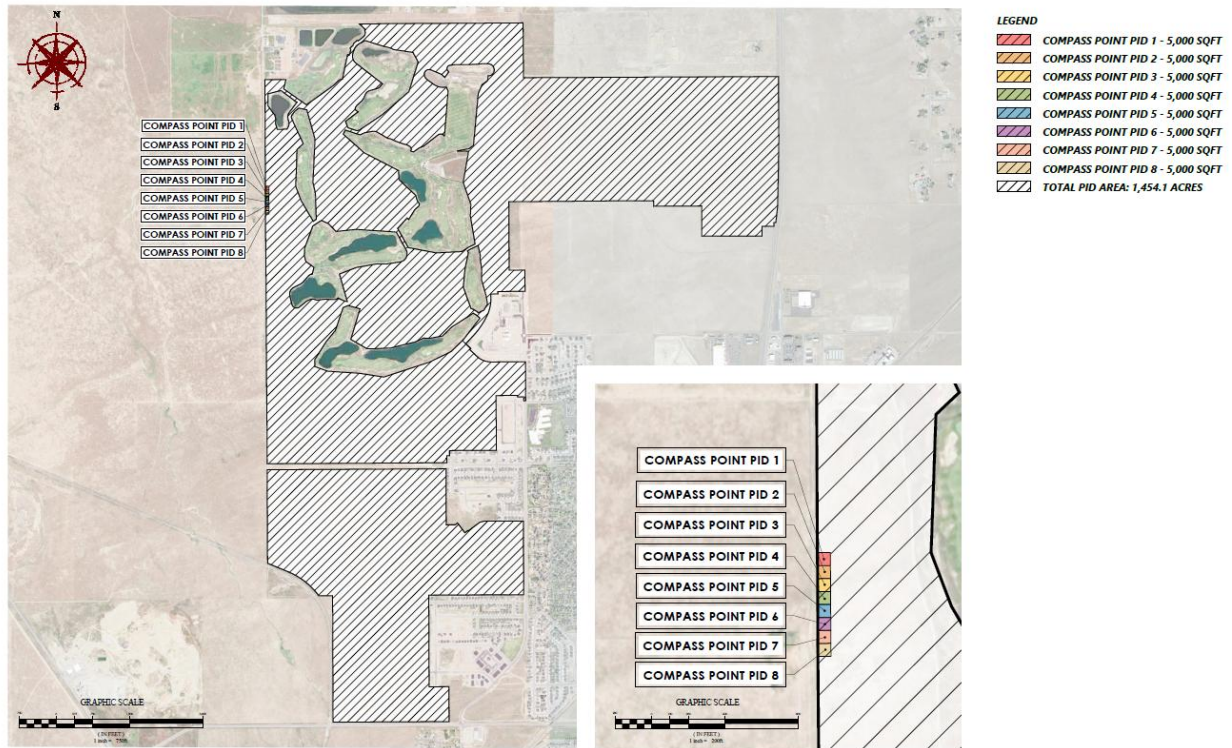 N
S
COMPASS POINT PID 1
COMPASS POINT PID 2
COMPASS POINT PID 3
COMPASS POINT PID 4
COMPASS POINT PID 5
COMPASS POINT PID 6
COMPASS POINT PID 7
COMPASS POINT PID 8
GRAPHIC SCALE
( IN FEET )
LEGEND
COMPASS POINT PID 1 - 5,000 SQFT
COMPASS POINT PID 2 - 5,000 SQFT
COMPASS POINT PID 3 - 5,000 SQFT
COMPASS POINT PID 4 - 5,000 SQFT
COMPASS POINT PID 5 - 5,000 SQFT
COMPASS POINT PID 6 - 5,000 SQFT
COMPASS POINT PID 7 - 5,000 SQFT
COMPASS POINT PID 8 - 5,000 SQFT
TOTAL PID AREA: 1,454.1 ACRES
COMPASS POINT PID 1
COMPASS POINT PID 2
COMPASS POINT PID 3
COMPASS POINT PID 4
COMPASS POINT PID 5
COMPASS POINT PID 6
COMPASS POINT PID 7
COMPASS POINT PID 8
GRAPHIC SCALE
( IN FEET )